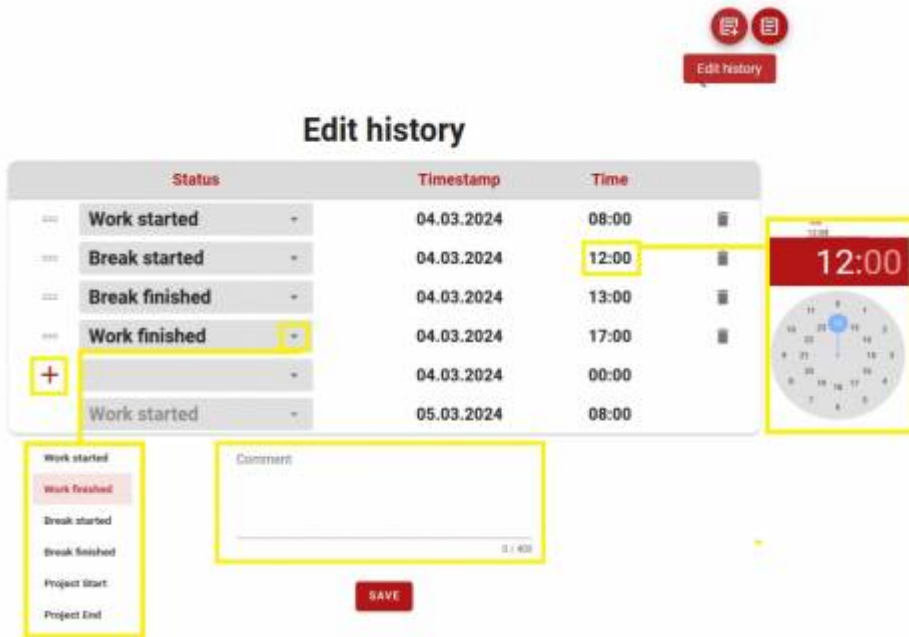 Edit history
Edit history
Status Timestamp Time
Work started 04.03.2024 08:00
Break started 04.03.2024 12:00
Break finished 04.03.2024 13:00
Work finished 04.03.2024 17:00
+ 04.03.2024 00:00
Work started 05.03.2024 08:00
12:00
Work started
Work finished
Break started
Break finished
Project Start
Project End
Comment
0 / 400
SAVE